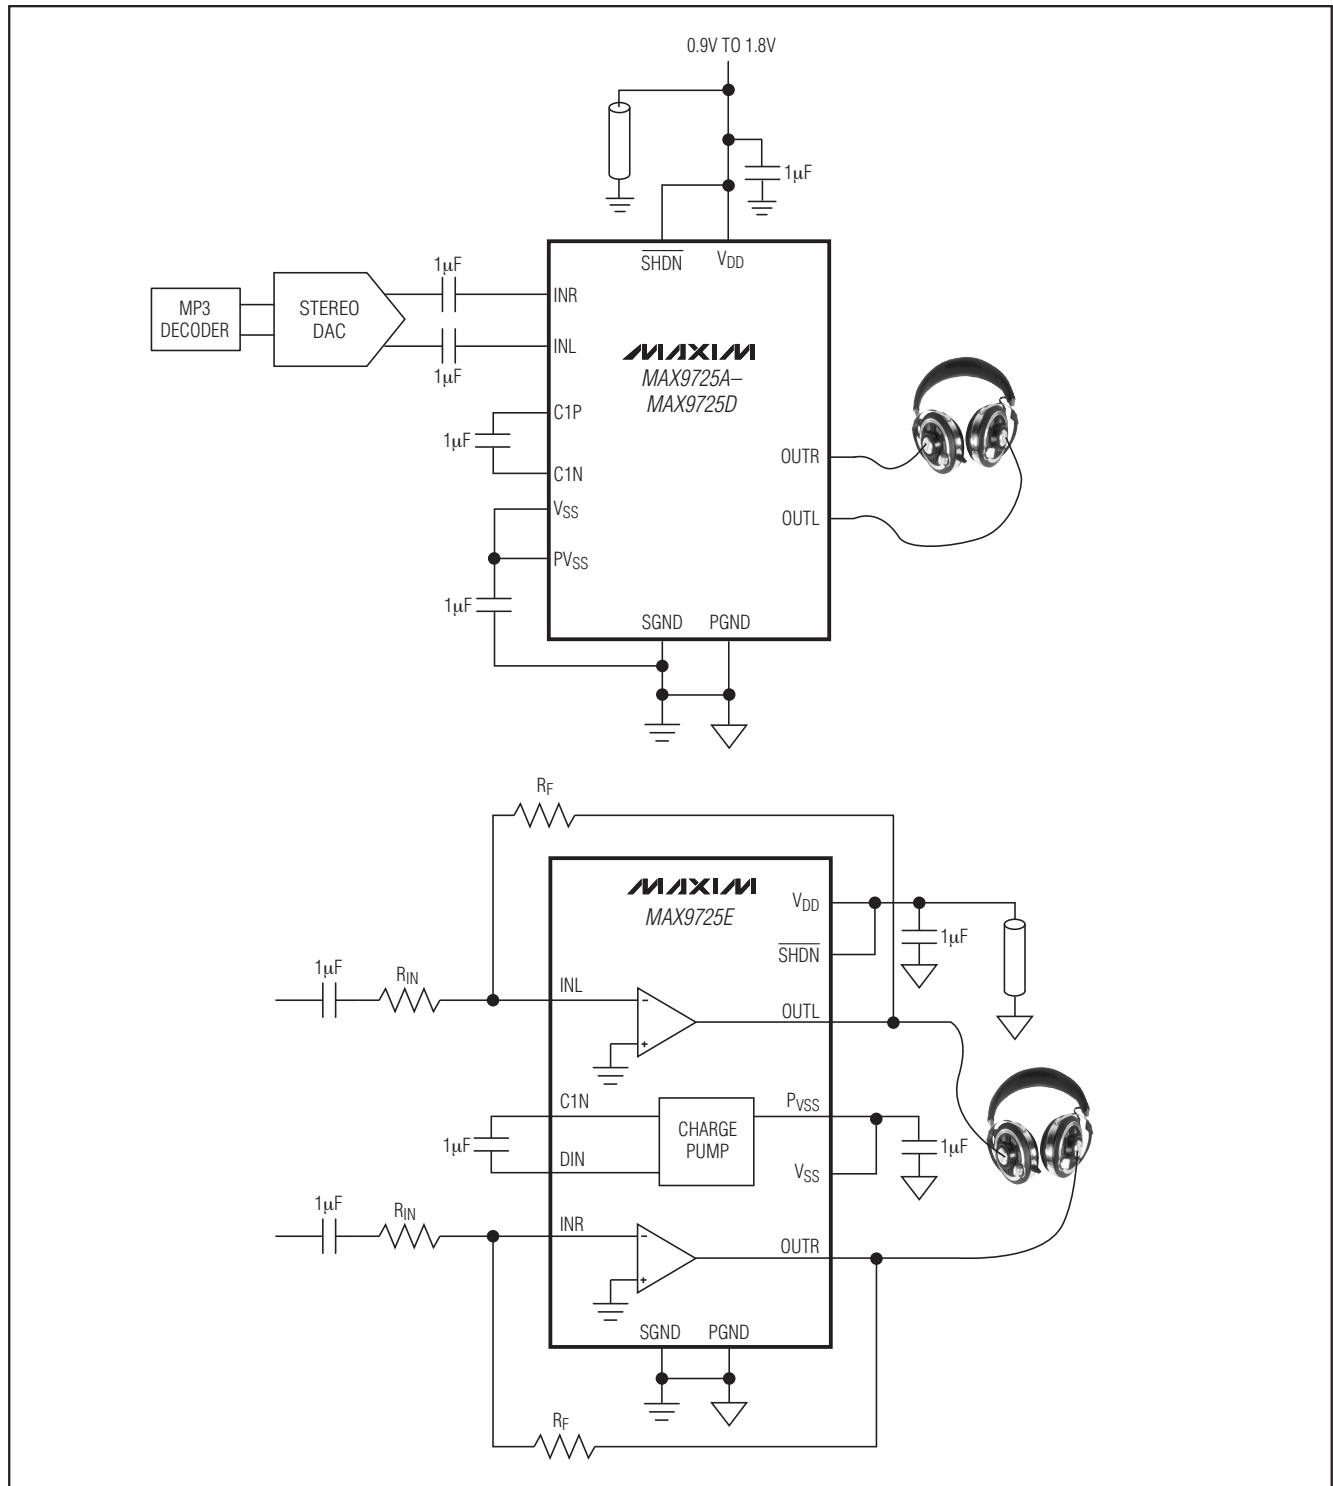 0.9V TO 1.8V
1µF
SHDN
VDD
1µF
MP3
DECODER
STEREO
DAC
INR
INL
1µF
MAXIM
MAX9725A–
MAX9725D
C1P
1µF
C1N
OUTR
VSS
OUTL
PVSS
1µF
SGND
PGND
RF
MAXIM
MAX9725E
VDD
1µF
SHDN
1µF
RIN
INL
OUTL
C1N
PVSS
CHARGE
PUMP
1µF
1µF
DIN
VSS
1µF
RIN
INR
OUTR
SGND
PGND
RF
-
+
-
+